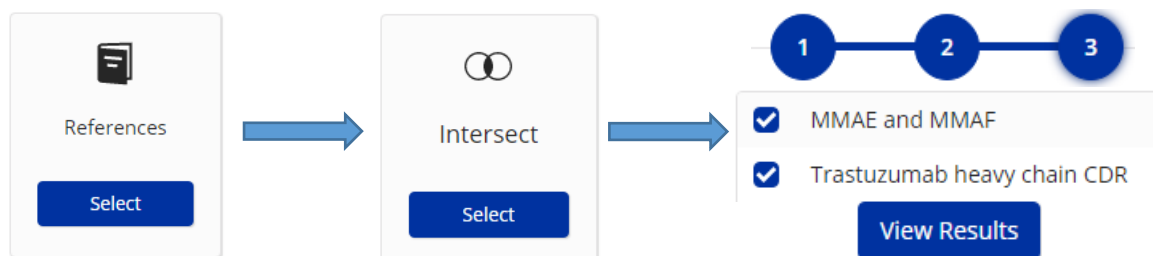 References
Select
Intersect
Select
1 2 3
MMAE and MMAF
Trastuzumab heavy chain CDR
View Results